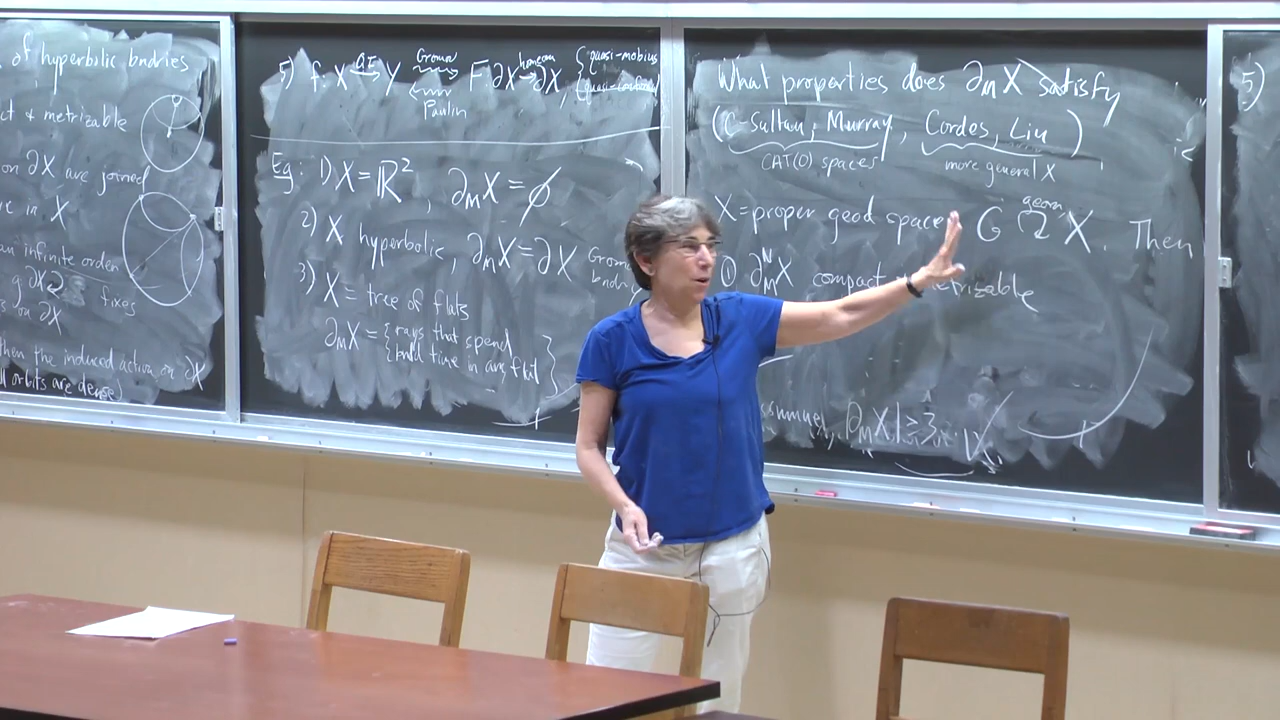 of hyperbolic bndries
ct & metrizable
on ∂X are joined
in X
an infinite order
g ∂X fixes
on ∂X
then the induced action on ∂X
orbits are dense)
5) f: X QI→ Y Gromov Paulin F: ∂X homeo→ ∂X, { quasi-mobius
Eg: 1) X = ℝ², ∂ₘX = ∅
2) X hyperbolic, ∂ₘX = ∂X Gromov bndry
3) X = tree of flats
∂ₘX = { rays that spend
bdd time in any flat }
What properties does ∂ₘX satisfy
(C-Sultan, Murray, Cordes, Liu)
CAT(0) spaces more general X
X = proper geod space, G geom ↷ X. Then
① ∂ₘᴺX compact metrizable
|∂ₘX| ≥ 3
5)